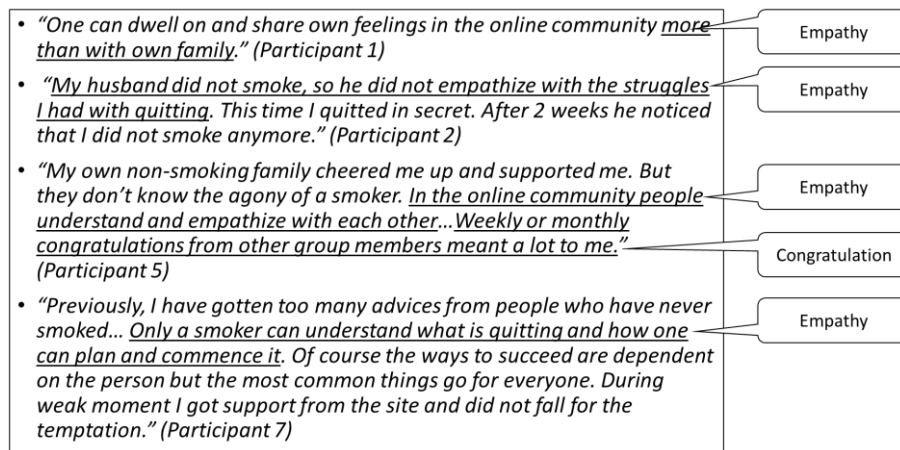 • “One can dwell on and share own feelings in the online community more
than with own family.” (Participant 1)
Empathy
• “My husband did not smoke, so he did not empathize with the struggles
I had with quitting. This time I quitted in secret. After 2 weeks he noticed
that I did not smoke anymore.” (Participant 2)
Empathy
• “My own non-smoking family cheered me up and supported me. But
they don’t know the agony of a smoker. In the online community people
understand and empathize with each other…Weekly or monthly
congratulations from other group members meant a lot to me.”
(Participant 5)
Empathy
Congratulation
• “Previously, I have gotten too many advices from people who have never
smoked… Only a smoker can understand what is quitting and how one
can plan and commence it. Of course the ways to succeed are dependent
on the person but the most common things go for everyone. During
weak moment I got support from the site and did not fall for the
temptation.” (Participant 7)
Empathy